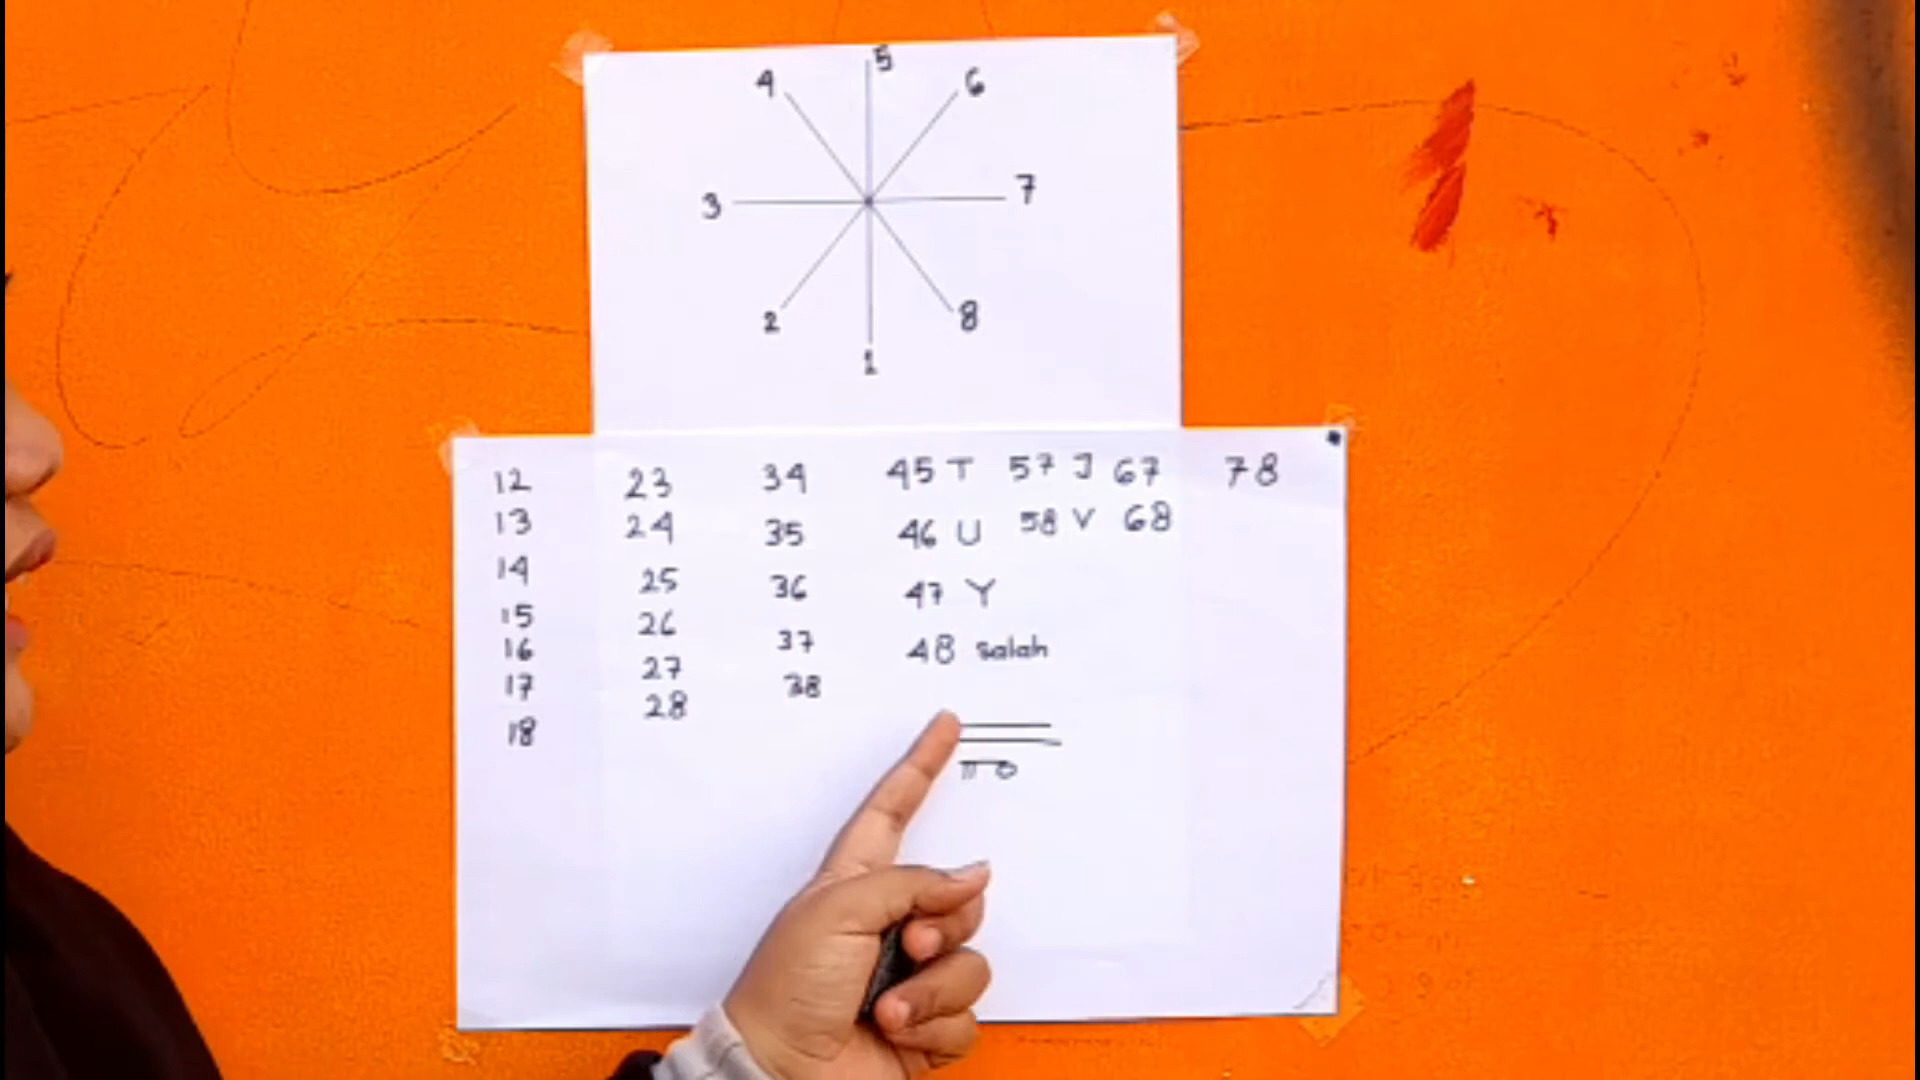 5
4 6
3 7
2 8
1
12 23 34 45 T 57 J 67 78
13 24 35 46 U 58 V 68
14 25 36 47 Y
15 26 37 48 salah
16 27 38
17 28
18